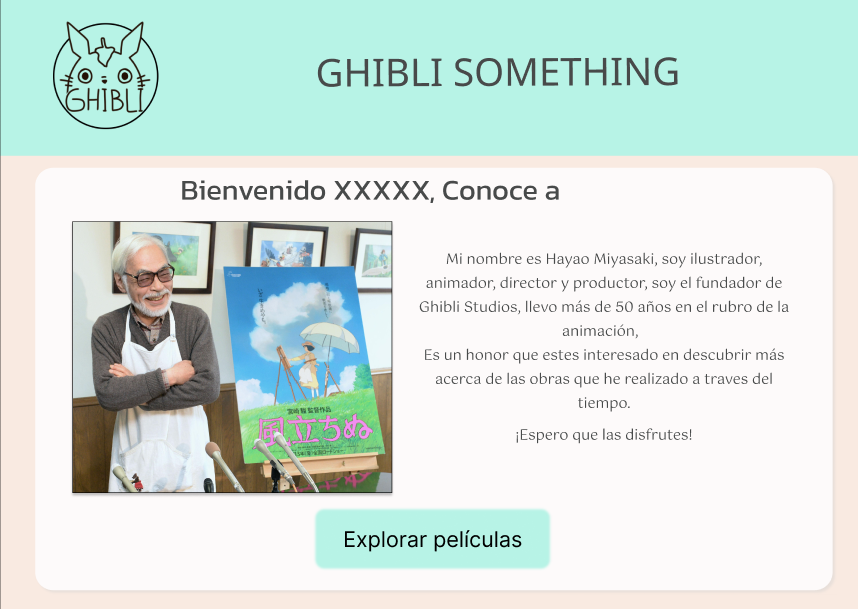 GHIBLI
GHIBLI SOMETHING
Bienvenido XXXXX, Conoce a
Mi nombre es Hayao Miyasaki, soy ilustrador,
animador, director y productor, soy el fundador de
Ghibli Studios, llevo más de 50 años en el rubro de la
animación,
Es un honor que estes interesado en descubrir más
acerca de las obras que he realizado a traves del
tiempo.
¡Espero que las disfrutes!
宮崎 駿 監督作品
風立ちぬ
Explorar películas